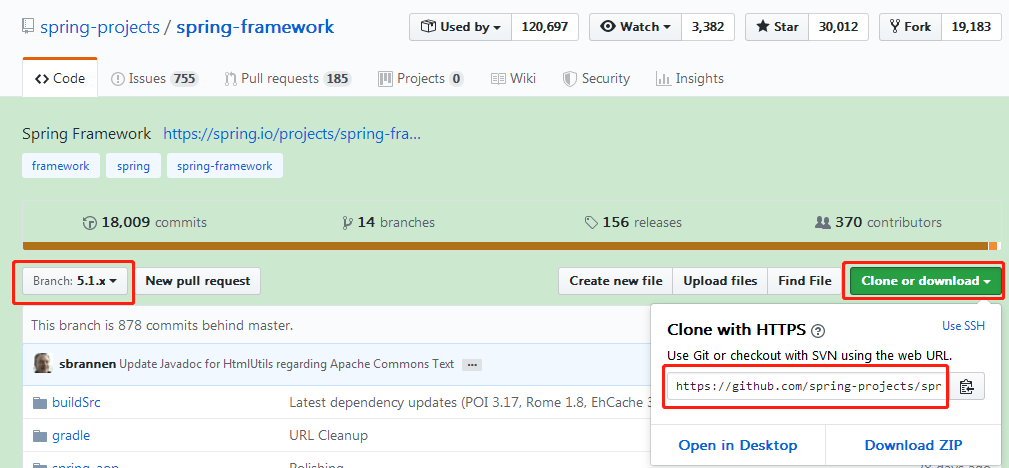 spring-projects / spring-framework
Used by 120,697 Watch 3,382 Star 30,012 Fork 19,183
Code Issues 755 Pull requests 185 Projects 0 Wiki Security Insights
Spring Framework https://spring.io/projects/spring-fra...
framework spring spring-framework
18,009 commits 14 branches 156 releases 370 contributors
Branch: 5.1.x New pull request Create new file Upload files Find File Clone or download
This branch is 878 commits behind master.
Clone with HTTPS ? Use SSH
Use Git or checkout with SVN using the web URL.
https://github.com/spring-projects/spr
Open in Desktop Download ZIP
sbrannen Update Javadoc for HtmlUtils regarding Apache Commons Text ...
buildSrc Latest dependency updates (POI 3.17, Rome 1.8, EhCache 3
gradle URL Cleanup
spring-aop Polishing
28 days ago